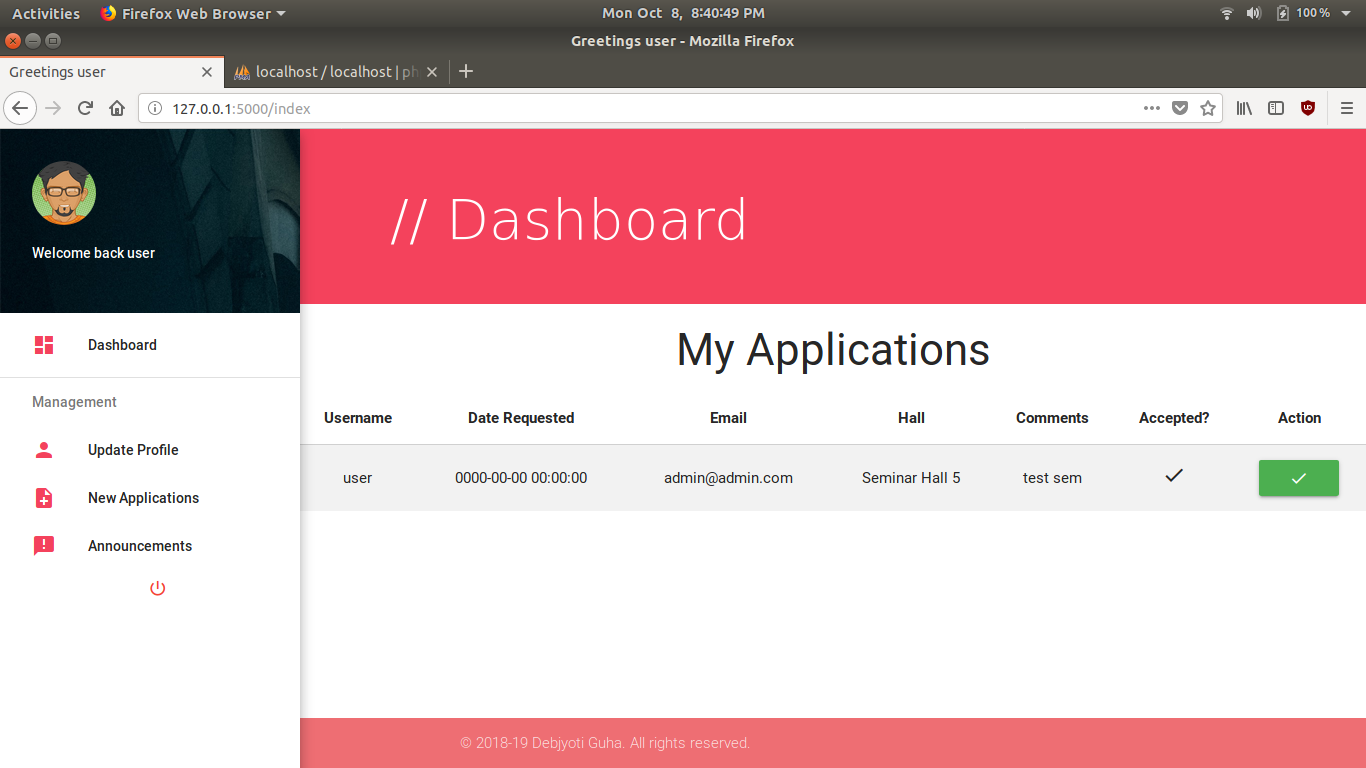 Activities Firefox Web Browser Mon Oct 8, 8:40:49 PM 100 %
Greetings user - Mozilla Firefox
Greetings user localhost / localhost | ph
127.0.0.1:5000/index
// Dashboard
Welcome back user
Dashboard
Management
Update Profile
New Applications
Announcements
My Applications
Username Date Requested Email Hall Comments Accepted? Action
user 0000-00-00 00:00:00 admin@admin.com Seminar Hall 5 test sem
© 2018-19 Debjyoti Guha. All rights reserved.